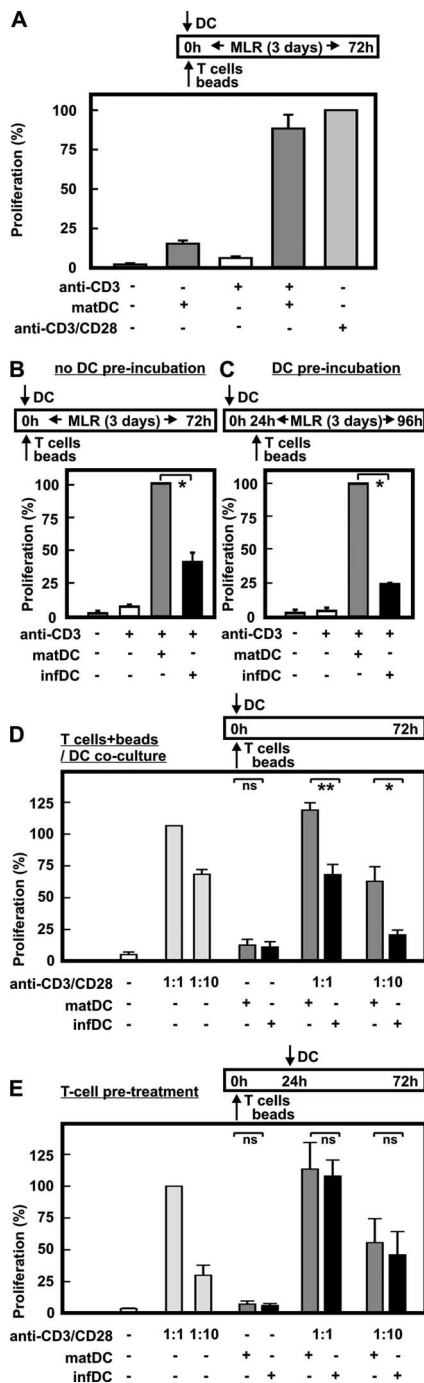 A
DC
0h MLR (3 days) 72h
T cells
beads
Proliferation (%)
100
75
50
25
0
anti-CD3 - - + + -
matDC - + - + -
anti-CD3/CD28 - - - - +
B no DC pre-incubation
DC
0h MLR (3 days) 72h
T cells
beads
Proliferation (%)
100
75
50
25
0
*
anti-CD3 - + + +
matDC - - + -
infDC - - - +
C DC pre-incubation
DC
0h 24h MLR (3 days) 96h
T cells
beads
Proliferation (%)
100
75
50
25
0
*
anti-CD3 - + + +
matDC - - + -
infDC - - - +
D
T cells+beads
/ DC co-culture
DC
0h 72h
T cells
beads
Proliferation (%)
125
100
75
50
25
0
ns ** *
anti-CD3/CD28 - 1:1 1:10 - - 1:1 1:10
matDC - - - + - + - + -
infDC - - - - + - + - +
E T-cell pre-treatment
DC
0h 24h 72h
T cells
beads
Proliferation (%)
125
100
75
50
25
0
ns ns ns
anti-CD3/CD28 - 1:1 1:10 - - 1:1 1:10
matDC - - - + - + - + -
infDC - - - - + - + - +